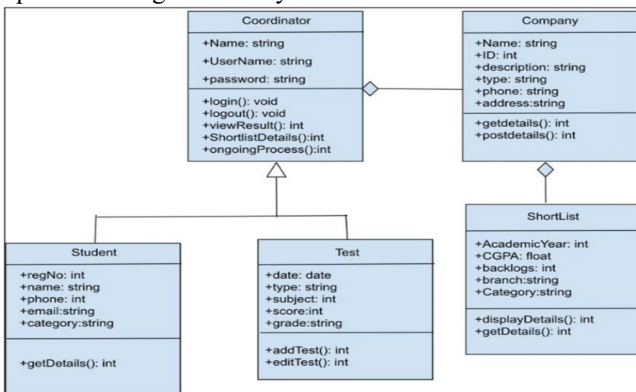 Coordinator
+Name: string
+UserName: string
+password: string
+login(): void
+logout(): void
+viewResult(): int
+ShortlistDetails():int
+ongoingProcess():int
Company
+Name: string
+ID: int
+description: string
+type: string
+phone: string
+address:string
+getdetails(): int
+postdetails(): int
Student
+regNo: int
+name: string
+phone: int
+email:string
+category:string
+getDetails(): int
Test
+date: date
+type: string
+subject: int
+score:int
+grade:string
+addTest(): int
+editTest(): int
ShortList
+AcademicYear: int
+CGPA: float
+backlogs: int
+branch:string
+Category:string
+displayDetails(): int
+getDetails(): int